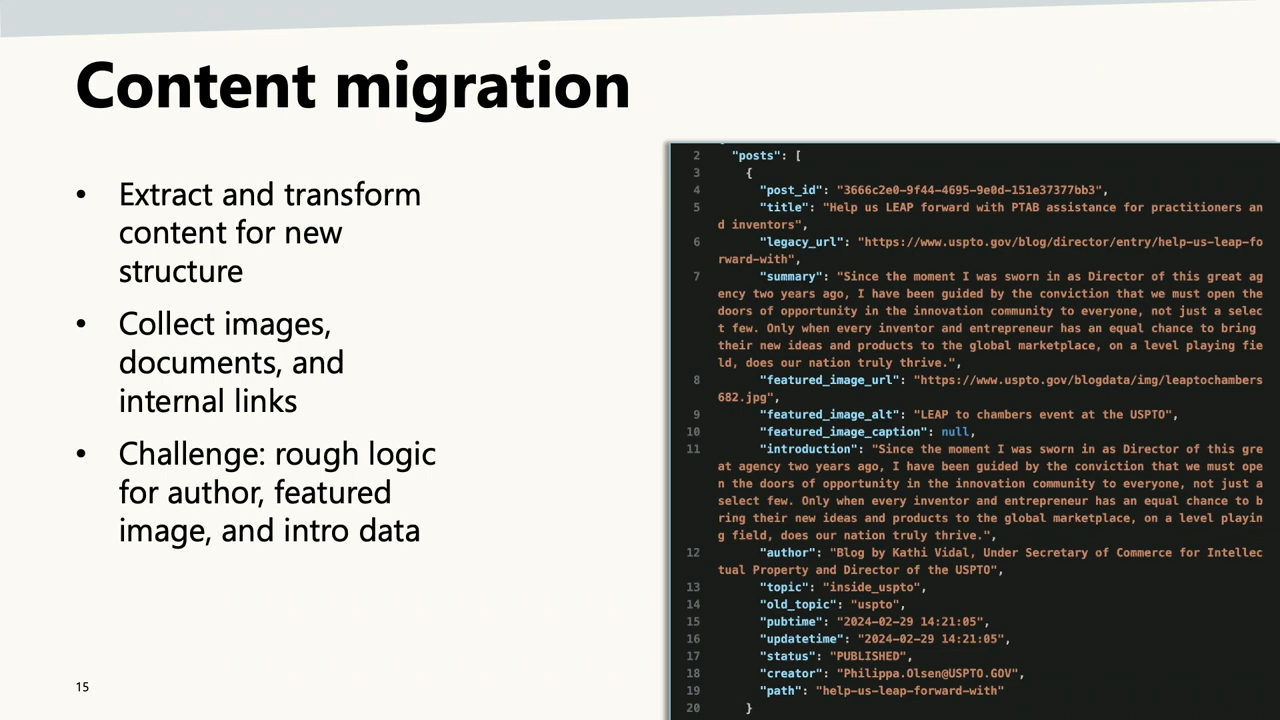 Content migration
• Extract and transform
content for new
structure
• Collect images,
documents, and
internal links
• Challenge: rough logic
for author, featured
image, and intro data
15
2 "posts": [
3 {
4 "post_id": "3666c2e0-9f44-4695-9e0d-151e37377bb3",
5 "title": "Help us LEAP forward with PTAB assistance for practitioners an
d inventors",
6 "legacy_url": "https://www.uspto.gov/blog/director/entry/help-us-leap-fo
rward-with",
7 "summary": "Since the moment I was sworn in as Director of this great ag
ency two years ago, I have been guided by the conviction that we must open the
doors of opportunity in the innovation community to everyone, not just a selec
t few. Only when every inventor and entrepreneur has an equal chance to bring
their new ideas and products to the global marketplace, on a level playing fie
ld, does our nation truly thrive.",
8 "featured_image_url": "https://www.uspto.gov/blogdata/img/leaptochambers
682.jpg",
9 "featured_image_alt": "LEAP to chambers event at the USPTO",
10 "featured_image_caption": null,
11 "introduction": "Since the moment I was sworn in as Director of this gre
at agency two years ago, I have been guided by the conviction that we must ope
n the doors of opportunity in the innovation community to everyone, not just a
select few. Only when every inventor and entrepreneur has an equal chance to b
ring their new ideas and products to the global marketplace, on a level playin
g field, does our nation truly thrive.",
12 "author": "Blog by Kathi Vidal, Under Secretary of Commerce for Intellec
tual Property and Director of the USPTO",
13 "topic": "inside_uspto",
14 "old_topic": "uspto",
15 "pubtime": "2024-02-29 14:21:05",
16 "updatetime": "2024-02-29 14:21:05",
17 "status": "PUBLISHED",
18 "creator": "Philippa.Olsen@USPTO.GOV",
19 "path": "help-us-leap-forward-with"
20 }